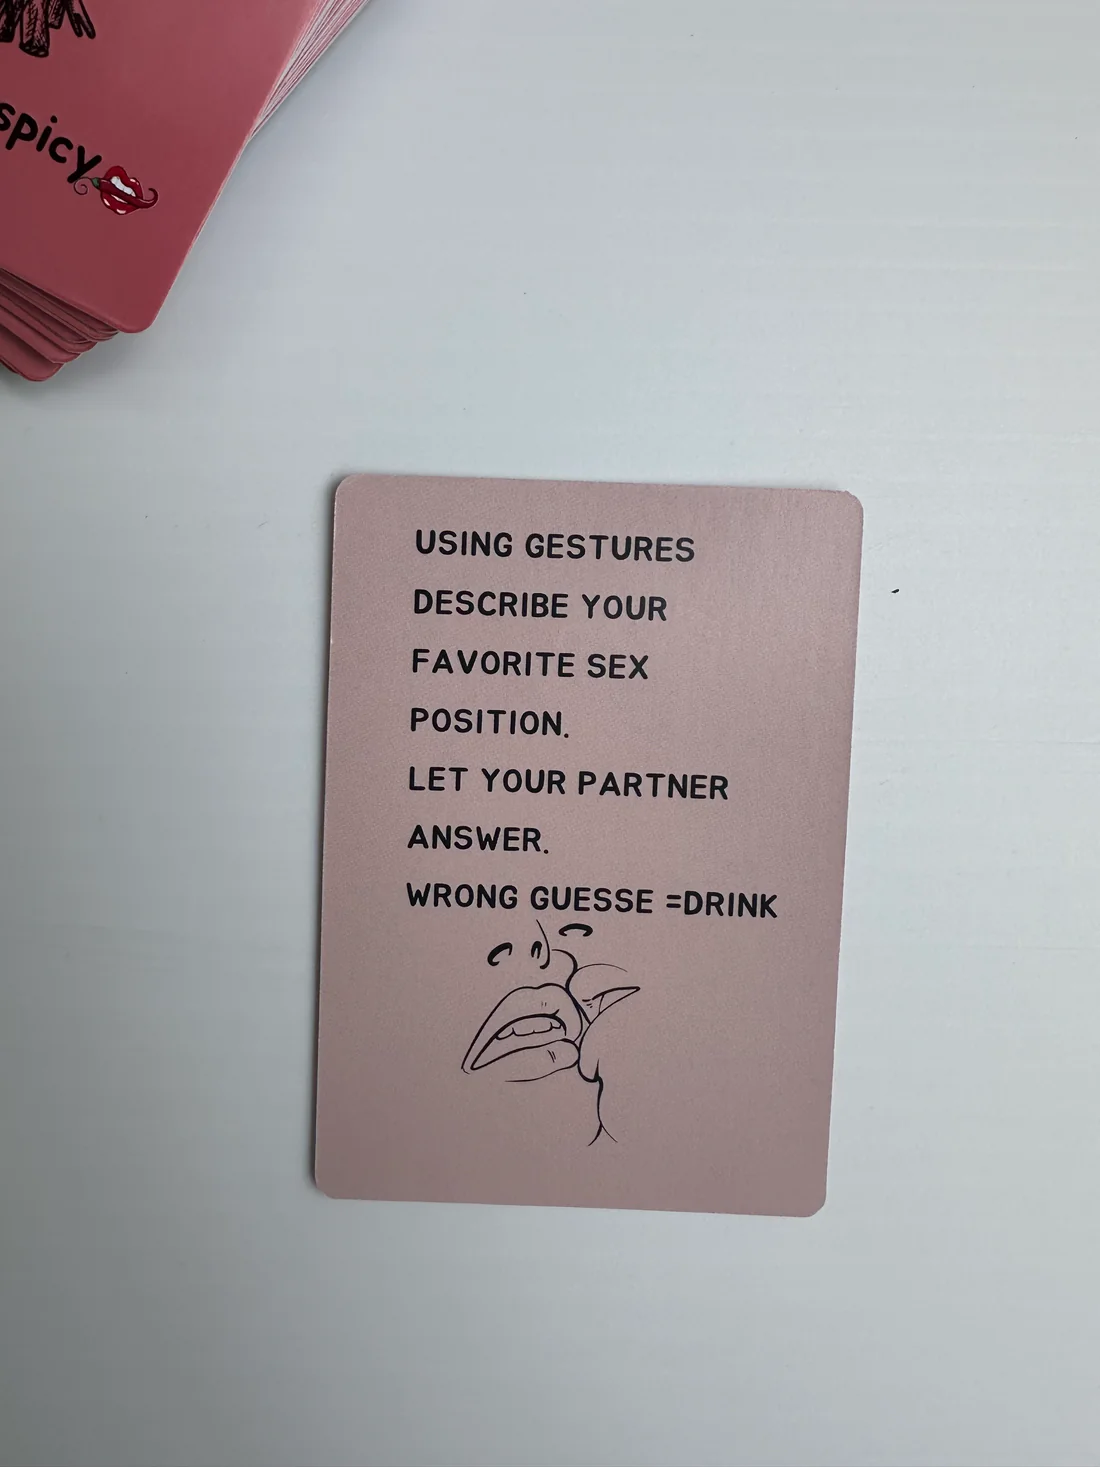 spicy
USING GESTURES
DESCRIBE YOUR
FAVORITE SEX
POSITION.
LET YOUR PARTNER
ANSWER.
WRONG GUESSE =DRINK